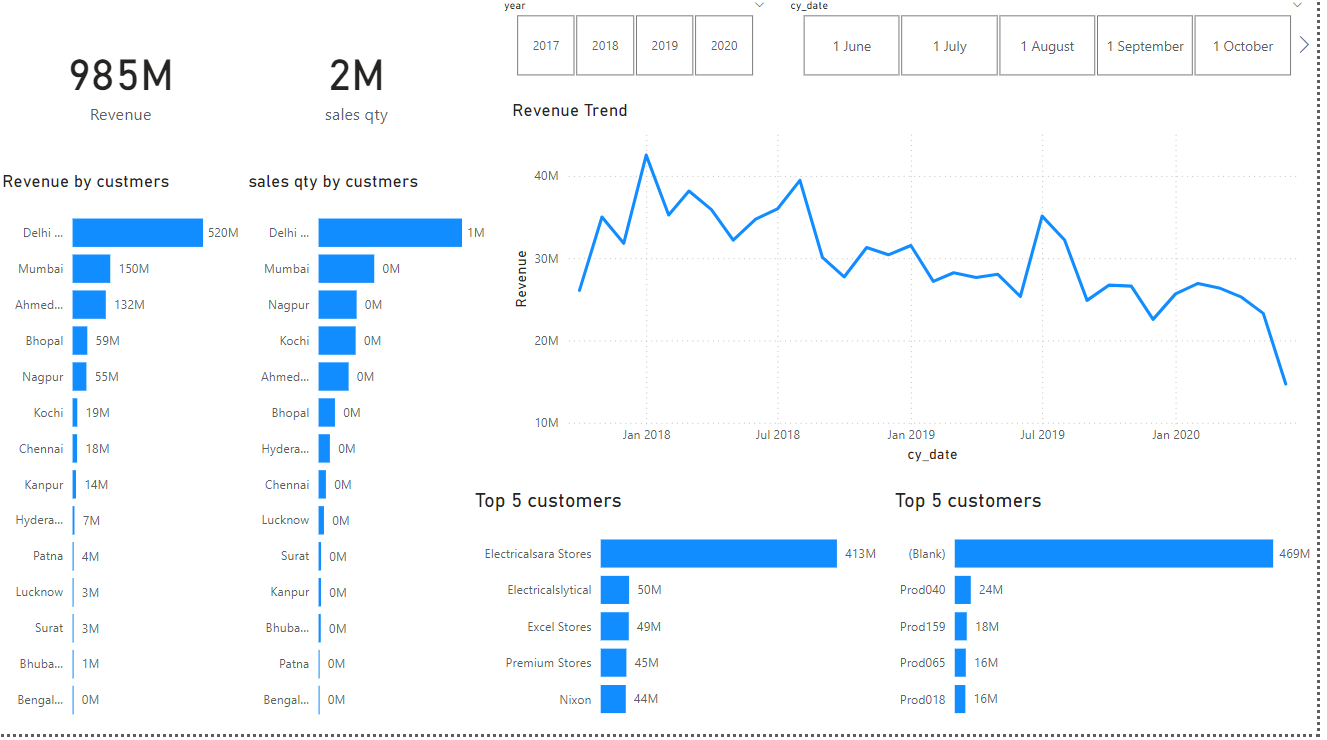 year
cy_date
2017
2018
2019
2020
1 June
1 July
1 August
1 September
1 October
985M
Revenue
2M
sales qty
Revenue by custmers
Delhi ... 520M
Mumbai 150M
Ahmed... 132M
Bhopal 59M
Nagpur 55M
Kochi 19M
Chennai 18M
Kanpur 14M
Hydera... 7M
Patna 4M
Lucknow 3M
Surat 3M
Bhuba... 1M
Bengal... 0M
sales qty by custmers
Delhi ... 1M
Mumbai 0M
Nagpur 0M
Kochi 0M
Ahmed... 0M
Bhopal 0M
Hydera... 0M
Chennai 0M
Lucknow 0M
Surat 0M
Kanpur 0M
Bhuba... 0M
Patna 0M
Bengal... 0M
Revenue Trend
Revenue
40M
30M
20M
10M
Jan 2018
Jul 2018
Jan 2019
Jul 2019
Jan 2020
cy_date
Top 5 customers
Electricalsara Stores 413M
Electricalslytical 50M
Excel Stores 49M
Premium Stores 45M
Nixon 44M
Top 5 customers
(Blank) 469M
Prod040 24M
Prod159 18M
Prod065 16M
Prod018 16M